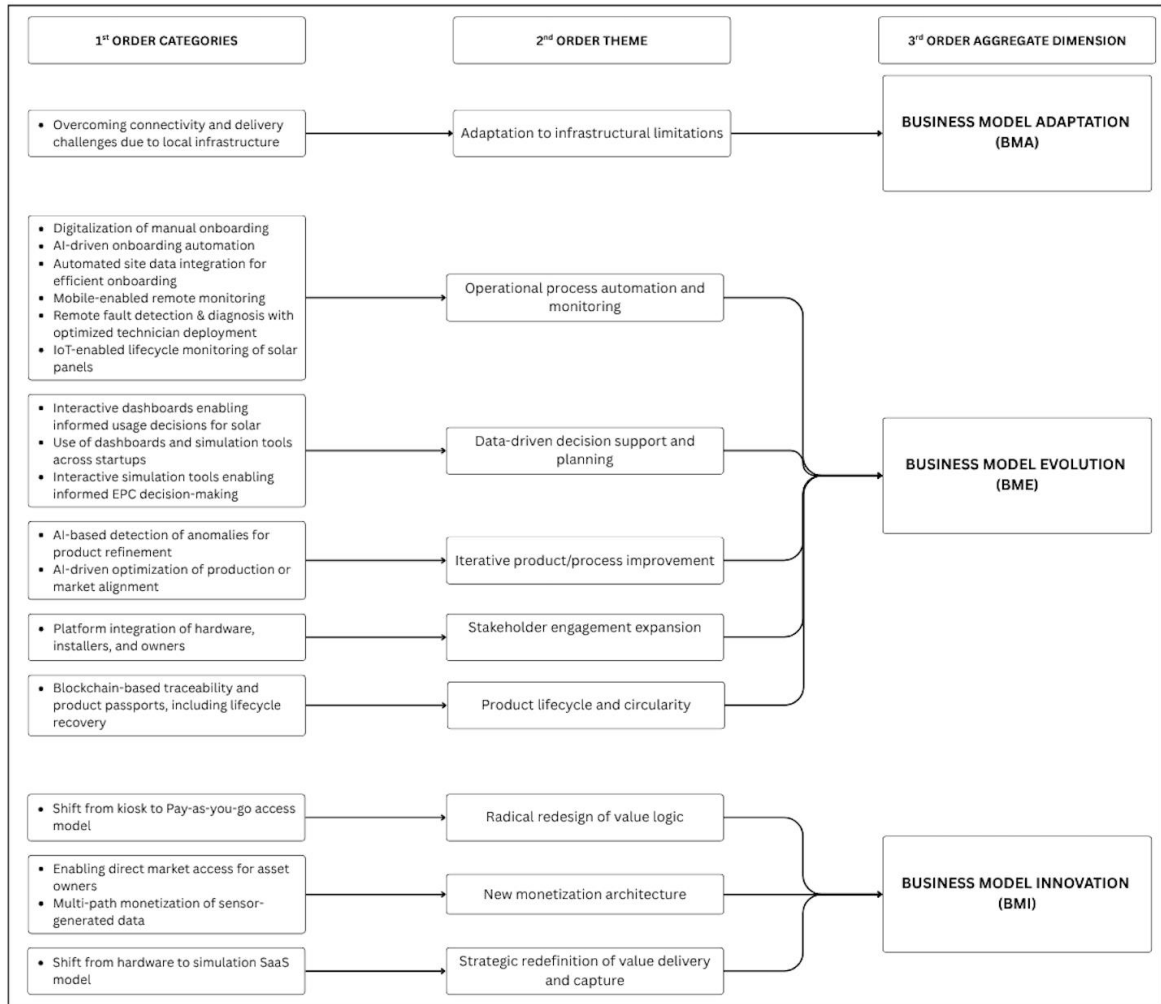 1st ORDER CATEGORIES
2nd ORDER THEME
3rd ORDER AGGREGATE DIMENSION
• Overcoming connectivity and delivery
challenges due to local infrastructure
Adaptation to infrastructural limitations
BUSINESS MODEL ADAPTATION
(BMA)
• Digitalization of manual onboarding
• AI-driven onboarding automation
• Automated site data integration for
efficient onboarding
• Mobile-enabled remote monitoring
• Remote fault detection & diagnosis with
optimized technician deployment
• IoT-enabled lifecycle monitoring of solar
panels
Operational process automation and
monitoring
• Interactive dashboards enabling
informed usage decisions for solar
• Use of dashboards and simulation tools
across startups
• Interactive simulation tools enabling
informed EPC decision-making
Data-driven decision support and
planning
BUSINESS MODEL EVOLUTION
(BME)
• AI-based detection of anomalies for
product refinement
• AI-driven optimization of production or
market alignment
Iterative product/process improvement
• Platform integration of hardware,
installers, and owners
Stakeholder engagement expansion
• Blockchain-based traceability and
product passports, including lifecycle
recovery
Product lifecycle and circularity
• Shift from kiosk to Pay-as-you-go access
model
Radical redesign of value logic
• Enabling direct market access for asset
owners
• Multi-path monetization of sensor-
generated data
New monetization architecture
BUSINESS MODEL INNOVATION
(BMI)
• Shift from hardware to simulation SaaS
model
Strategic redefinition of value delivery
and capture